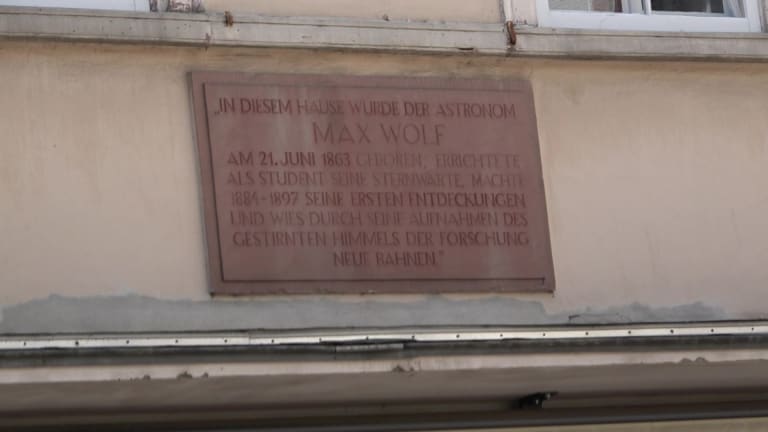 „IN DIESEM HAUSE WURDE DER ASTRONOM
MAX WOLF
AM 21. JUNI 1863 GEBOREN, ERRICHTETE
ALS STUDENT SEINE STERNWARTE, MACHTE
1884-1897 SEINE ERSTEN ENTDECKUNGEN
UND WIES DURCH SEINE AUFNAHMEN DES
GESTIRNTEN HIMMELS DER FORSCHUNG
NEUE BAHNEN."